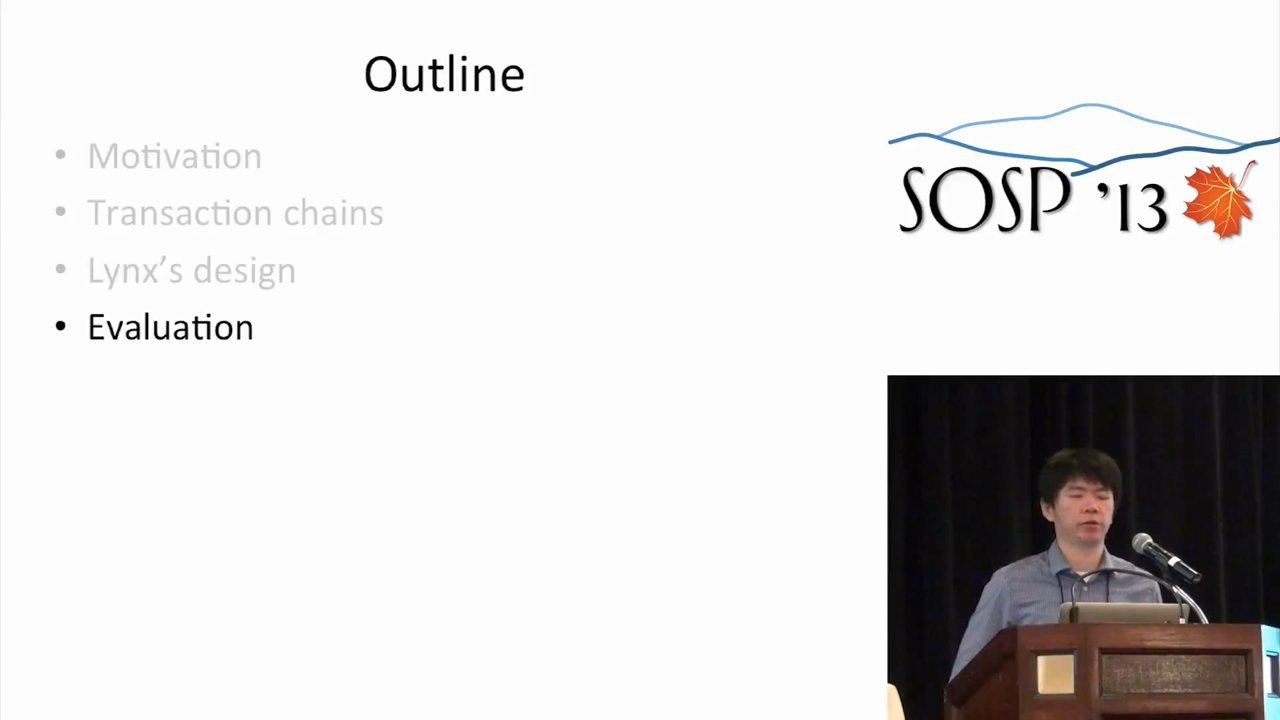 Outline
• Motivation
• Transaction chains
• Lynx’s design
• Evaluation
SOSP ’13